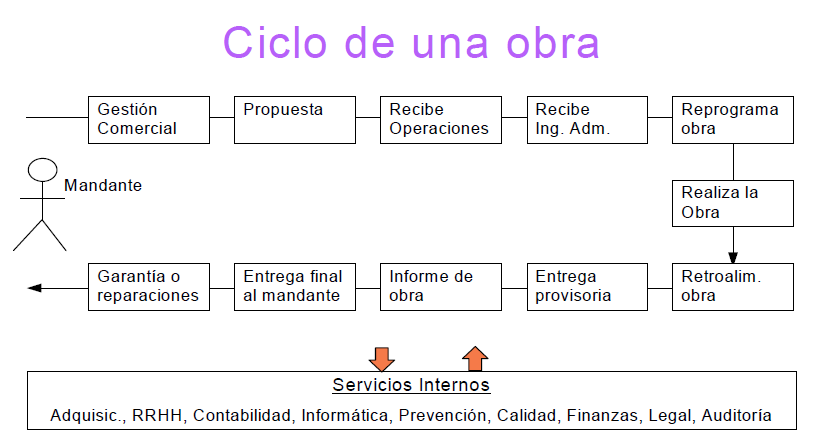 Ciclo de una obra
Gestión
Comercial
Propuesta
Recibe
Operaciones
Recibe
Ing. Adm.
Reprograma
obra
Mandante
Realiza la
Obra
Garantía o
reparaciones
Entrega final
al mandante
Informe de
obra
Entrega
provisoria
Retroalim.
obra
Servicios Internos
Adquisic., RRHH, Contabilidad, Informática, Prevención, Calidad, Finanzas, Legal, Auditoría